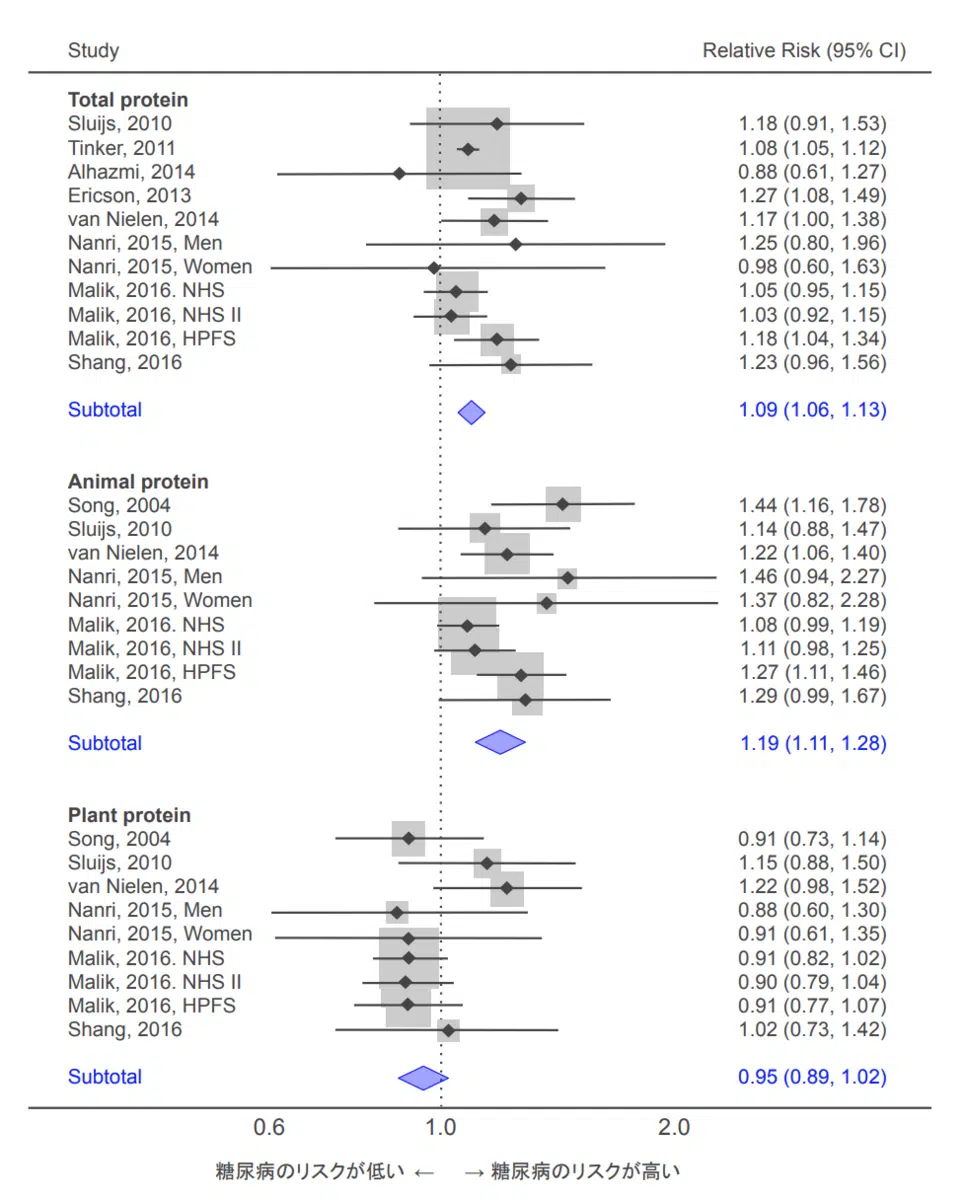 Study Relative Risk (95% CI)
Total protein
Sluijs, 2010 1.18 (0.91, 1.53)
Tinker, 2011 1.08 (1.05, 1.12)
Alhazmi, 2014 0.88 (0.61, 1.27)
Ericson, 2013 1.27 (1.08, 1.49)
van Nielen, 2014 1.17 (1.00, 1.38)
Nanri, 2015, Men 1.25 (0.80, 1.96)
Nanri, 2015, Women 0.98 (0.60, 1.63)
Malik, 2016. NHS 1.05 (0.95, 1.15)
Malik, 2016, NHS II 1.03 (0.92, 1.15)
Malik, 2016, HPFS 1.18 (1.04, 1.34)
Shang, 2016 1.23 (0.96, 1.56)
Subtotal 1.09 (1.06, 1.13)
Animal protein
Song, 2004 1.44 (1.16, 1.78)
Sluijs, 2010 1.14 (0.88, 1.47)
van Nielen, 2014 1.22 (1.06, 1.40)
Nanri, 2015, Men 1.46 (0.94, 2.27)
Nanri, 2015, Women 1.37 (0.82, 2.28)
Malik, 2016. NHS 1.08 (0.99, 1.19)
Malik, 2016, NHS II 1.11 (0.98, 1.25)
Malik, 2016, HPFS 1.27 (1.11, 1.46)
Shang, 2016 1.29 (0.99, 1.67)
Subtotal 1.19 (1.11, 1.28)
Plant protein
Song, 2004 0.91 (0.73, 1.14)
Sluijs, 2010 1.15 (0.88, 1.50)
van Nielen, 2014 1.22 (0.98, 1.52)
Nanri, 2015, Men 0.88 (0.60, 1.30)
Nanri, 2015, Women 0.91 (0.61, 1.35)
Malik, 2016. NHS 0.91 (0.82, 1.02)
Malik, 2016. NHS II 0.90 (0.79, 1.04)
Malik, 2016, HPFS 0.91 (0.77, 1.07)
Shang, 2016 1.02 (0.73, 1.42)
Subtotal 0.95 (0.89, 1.02)
0.6 1.0 2.0
糖尿病のリスクが低い ← → 糖尿病のリスクが高い